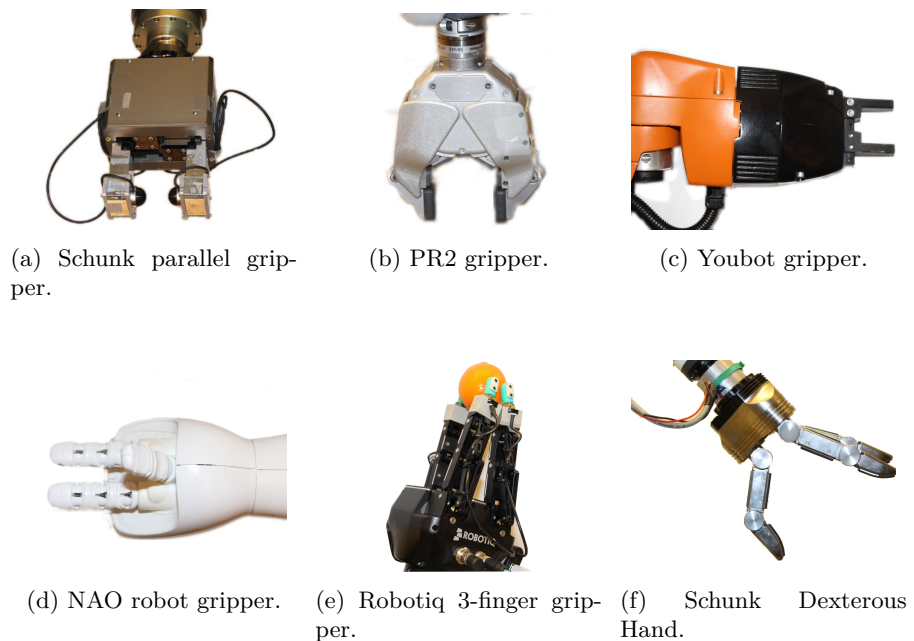 (a) Schunk parallel grip-
per.
(b) PR2 gripper.
(c) Youbot gripper.
(d) NAO robot gripper.
ROBOTIQ
(e) Robotiq 3-finger grip-
per.
(f) Schunk Dexterous
Hand.